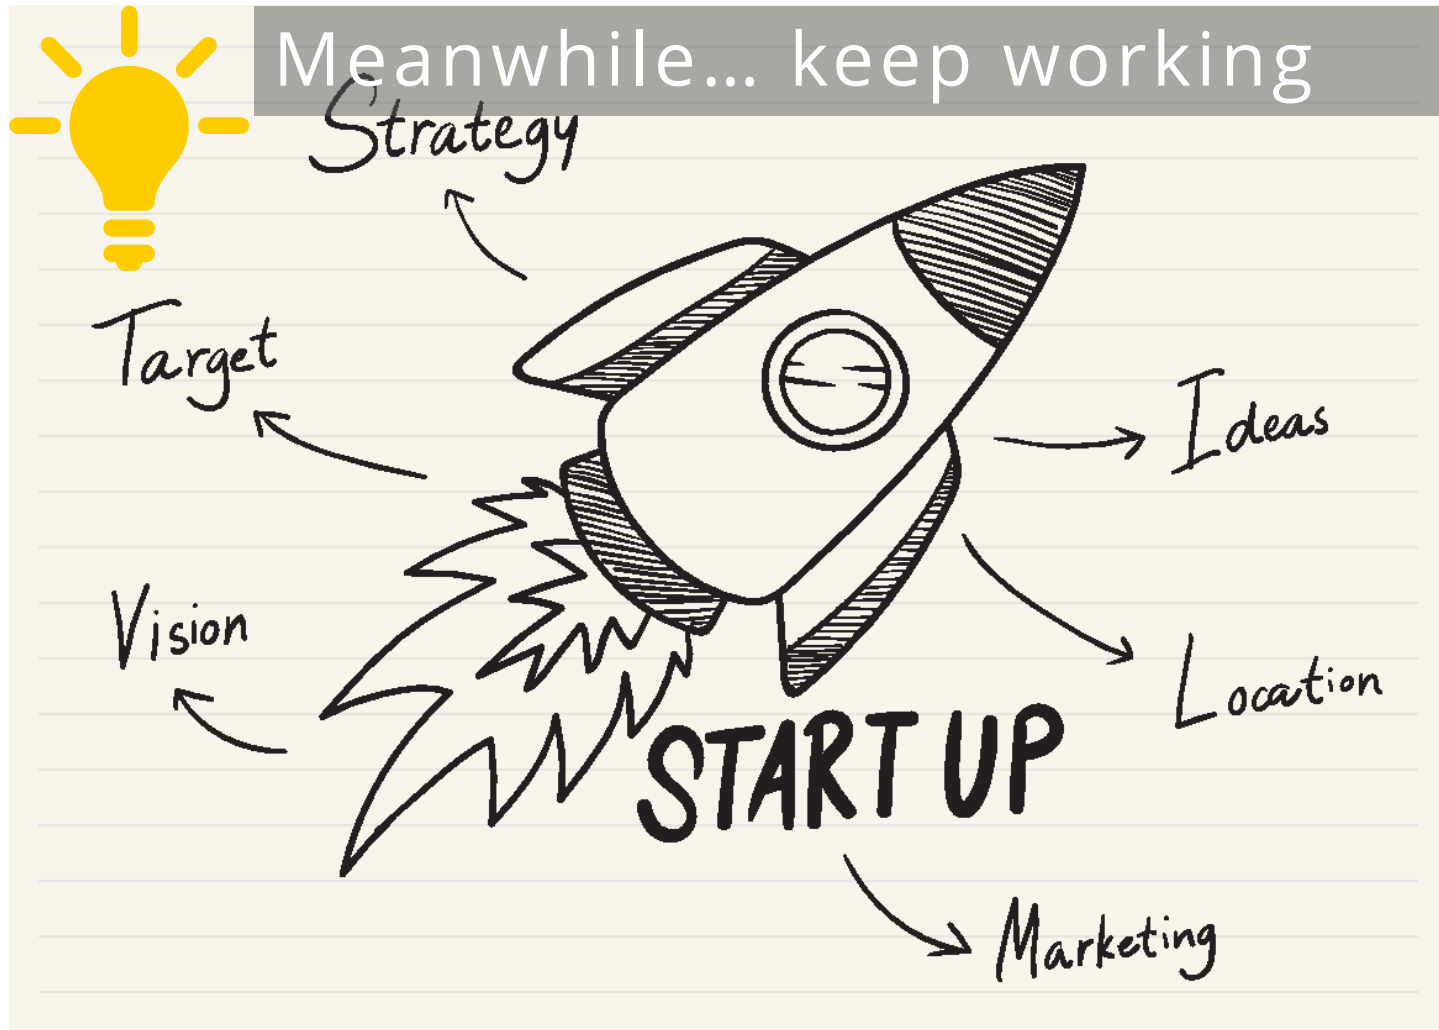 Meanwhile... keep working
Strategy
Target
Ideas
Vision
Location
START UP
Marketing